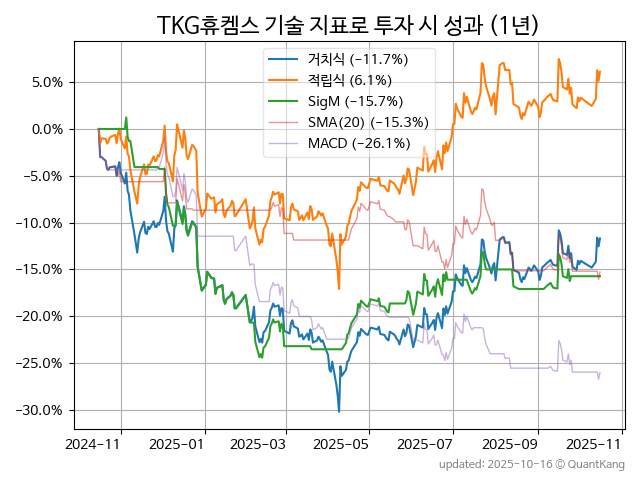 TKG휴켐스 기술 지표로 투자 시 성과 (1년)
거치식 (−11.7%)
적립식 (6.1%)
SigM (−15.7%)
SMA(20) (−15.3%)
MACD (−26.1%)
5.0%
0.0%
−5.0%
−10.0%
−15.0%
−20.0%
−25.0%
−30.0%
2024-11 2025-01 2025-03 2025-05 2025-07 2025-09 2025-11
updated: 2025-10-16 ⓒ QuantKang